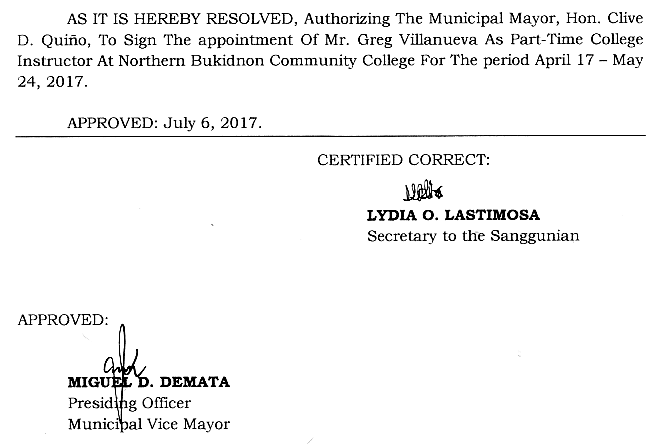 AS IT IS HEREBY RESOLVED, Authorizing The Municipal Mayor, Hon. Clive
D. Quiño, To Sign The appointment Of Mr. Greg Villanueva As Part-Time College
Instructor At Northern Bukidnon Community College For The period April 17 – May
24, 2017.
APPROVED: July 6, 2017.
CERTIFIED CORRECT:
LYDIA O. LASTIMOSA
Secretary to the Sanggunian
APPROVED:
MIGUEL D. DEMATA
Presiding Officer
Municipal Vice Mayor